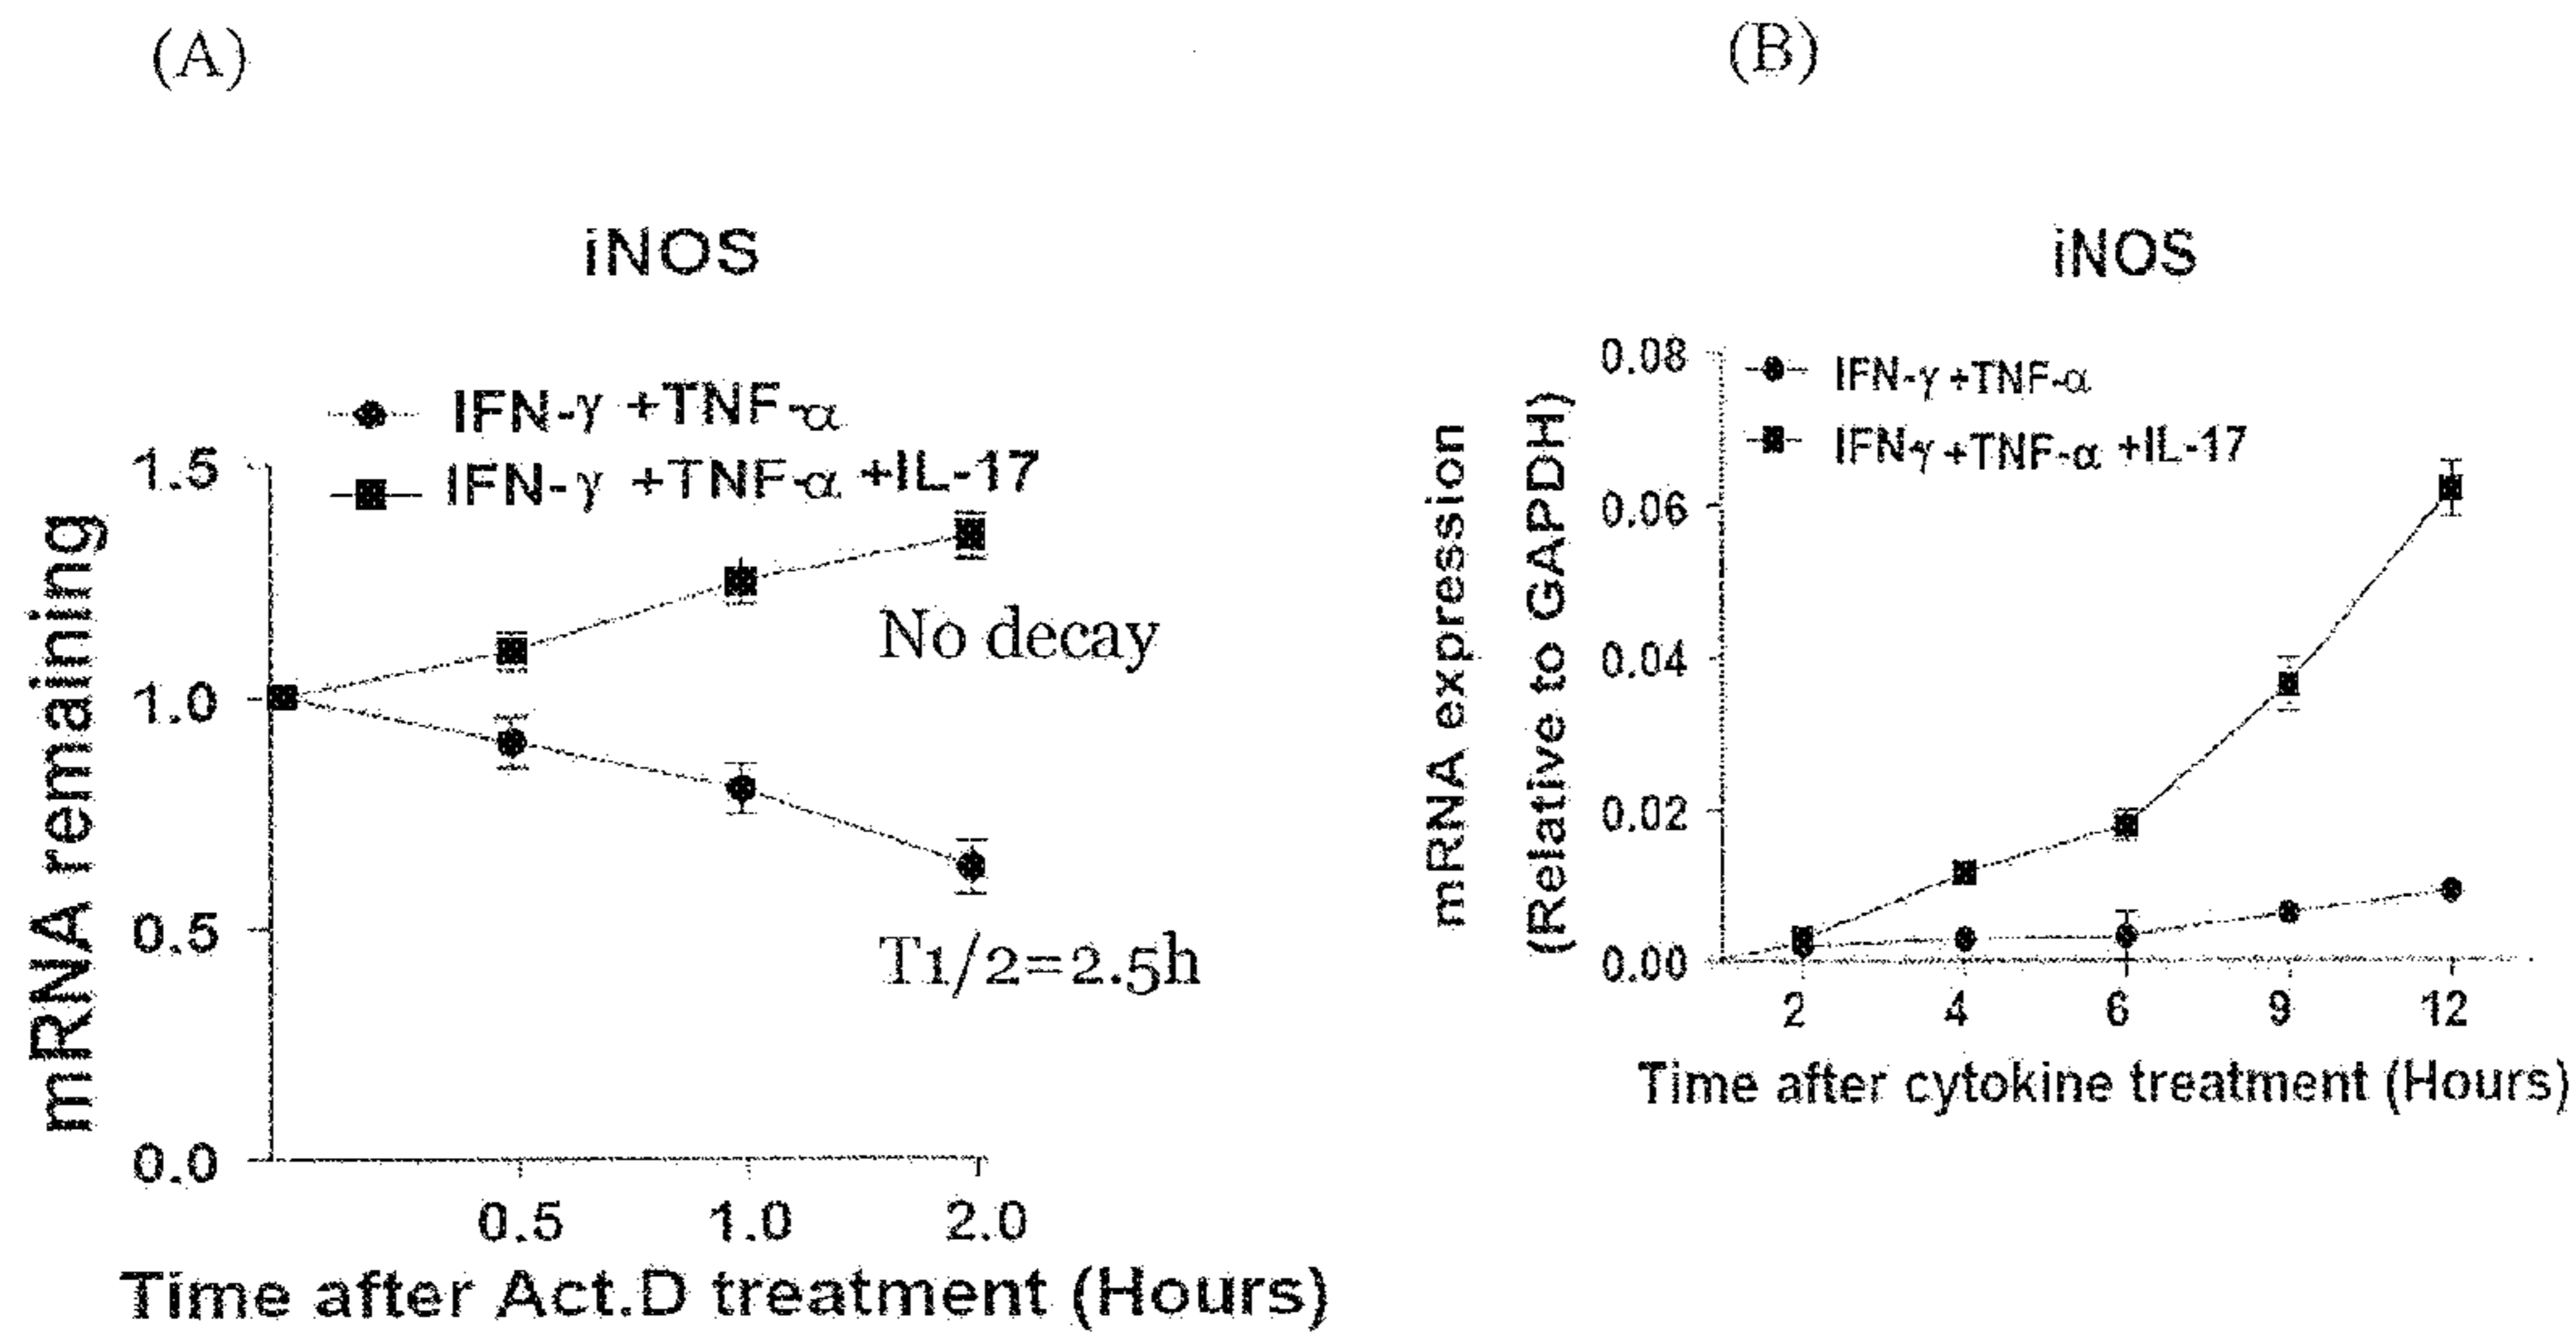 (A)
iNOS
IFN-γ +TNF-α
IFN-γ +TNF-α +IL-17
1.5
1.0
0.5
0.0
mRNA remaining
No decay
T1/2=2.5h
0.5 1.0 2.0
Time after Act.D treatment (Hours)
(B)
iNOS
IFN-γ +TNF-α
IFN-γ +TNF-α +IL-17
0.08
0.06
0.04
0.02
0.00
mRNA expression
(Relative to GAPDH)
2 4 6 9 12
Time after cytokine treatment (Hours)